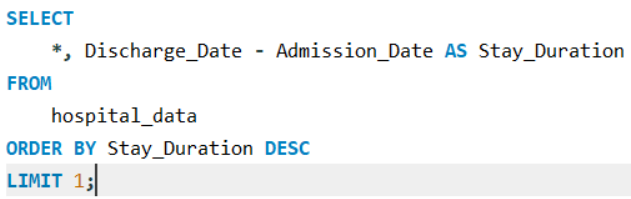 SELECT
*, Discharge_Date - Admission_Date AS Stay_Duration
FROM
hospital_data
ORDER BY Stay_Duration DESC
LIMIT 1;